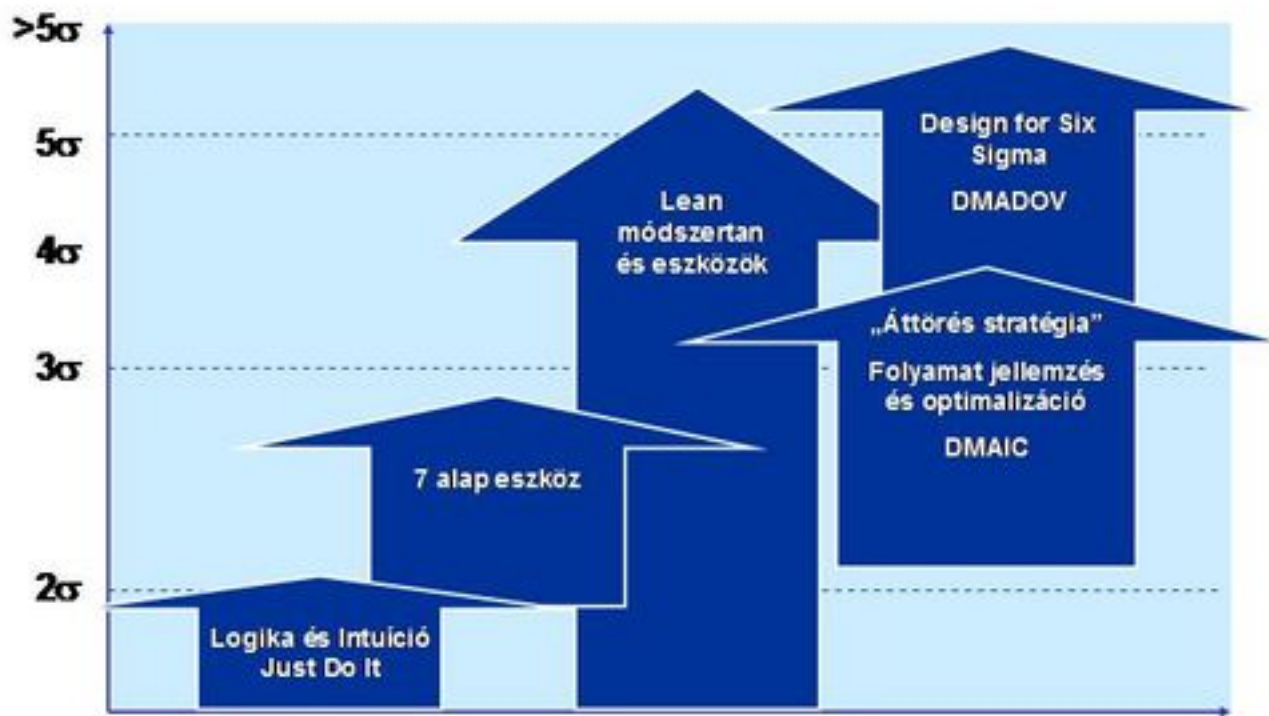 >5σ
5σ
4σ
3σ
2σ
Design for Six
Sigma
DMADOV
Lean
módszertan
és eszközök
„Áttörés stratégia”
Folyamat jellemzés
és optimalizáció
DMAIC
7 alap eszköz
Logika és Intuíció
Just Do It